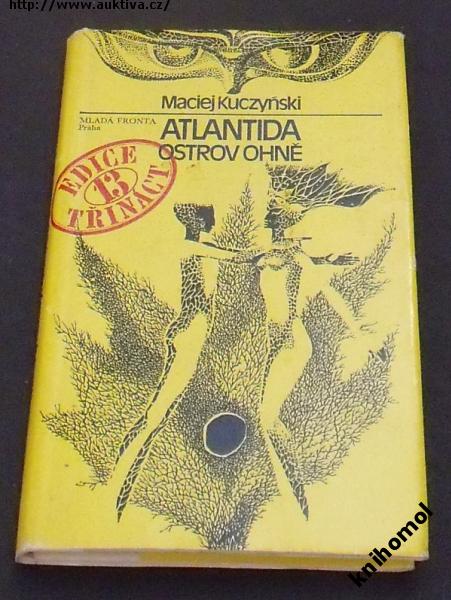 http://www.auktiva.cz/
Maciej Kuczyński
MLADÁ FRONTA
Praha
ATLANTIDA
OSTROV OHNĚ
EDICE
13
TŘINÁCT
knihomol